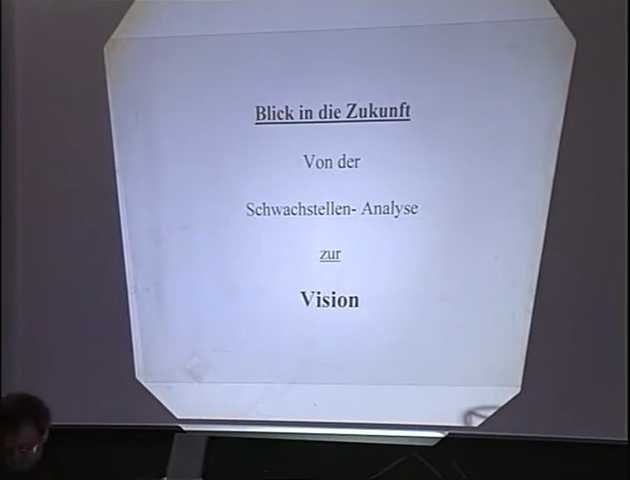 Blick in die Zukunft
Von der
Schwachstellen- Analyse
zur
Vision